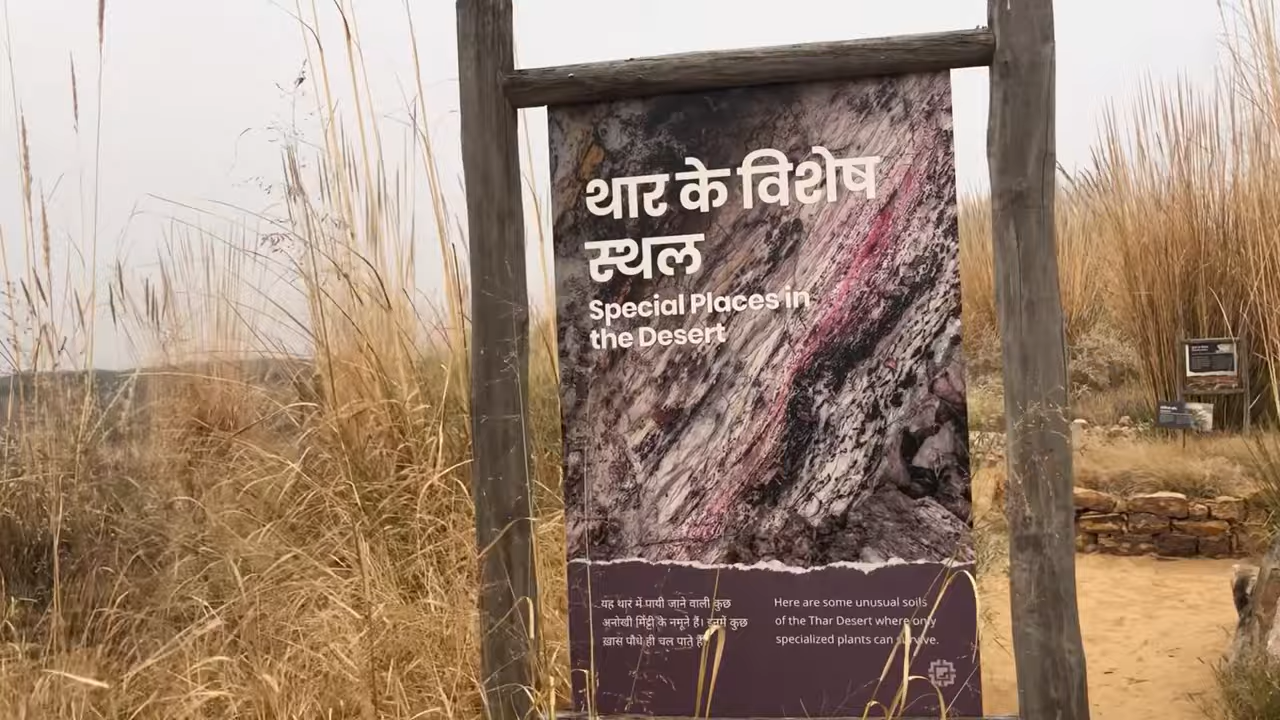 थार के विशेष
स्थल
Special Places in
the Desert
यह थार में पायी जाने वाली कुछ
अनोखी मिट्टी के नमूने हैं। इनमें कुछ
ख़ास पौधे ही चल पाते हैं
Here are some unusual soils
of the Thar Desert where only
specialized plants can survive.